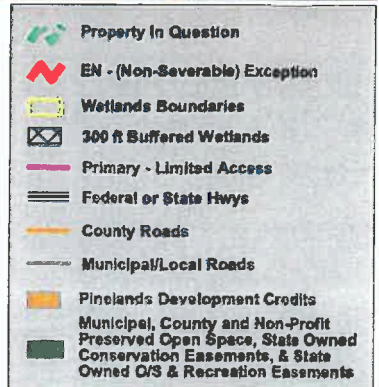 Property In Question
EN - (Non-Severable) Exception
Wetlands Boundaries
300 ft Buffered Wetlands
Primary - Limited Access
Federal or State Hwys
County Roads
Municipal/Local Roads
Pinelands Development Credits
Municipal, County and Non-Profit
Preserved Open Space, State Owned
Conservation Easements, & State
Owned O/S & Recreation Easements